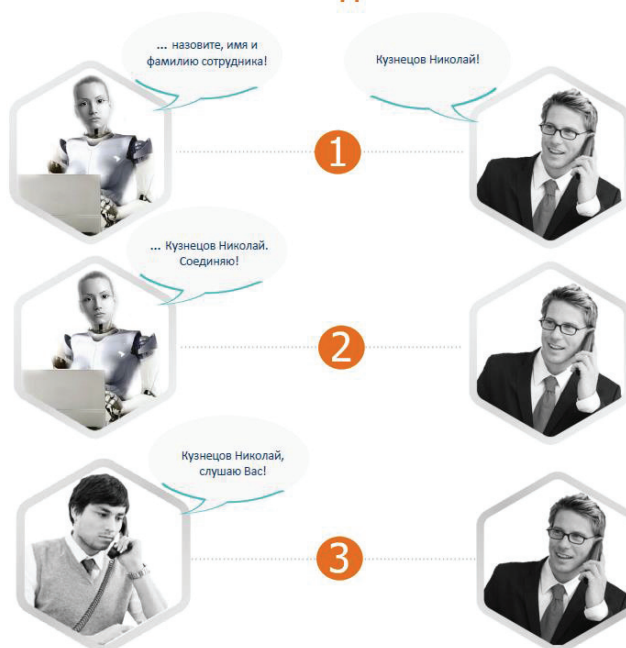 ... назовите, имя и
фамилию сотрудника!
Кузнецов Николай!
1
... Кузнецов Николай.
Соединяю!
2
Кузнецов Николай,
слушаю Вас!
3